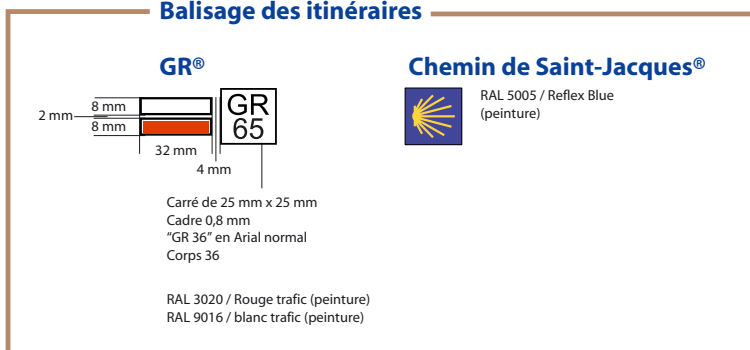 Balisage des itinéraires
GR®
Chemin de Saint-Jacques®
8 mm
2 mm
8 mm
32 mm
4 mm
GR
65
RAL 5005 / Reflex Blue
(peinture)
Carré de 25 mm x 25 mm
Cadre 0,8 mm
“GR 36” en Arial normal
Corps 36
RAL 3020 / Rouge trafic (peinture)
RAL 9016 / blanc trafic (peinture)